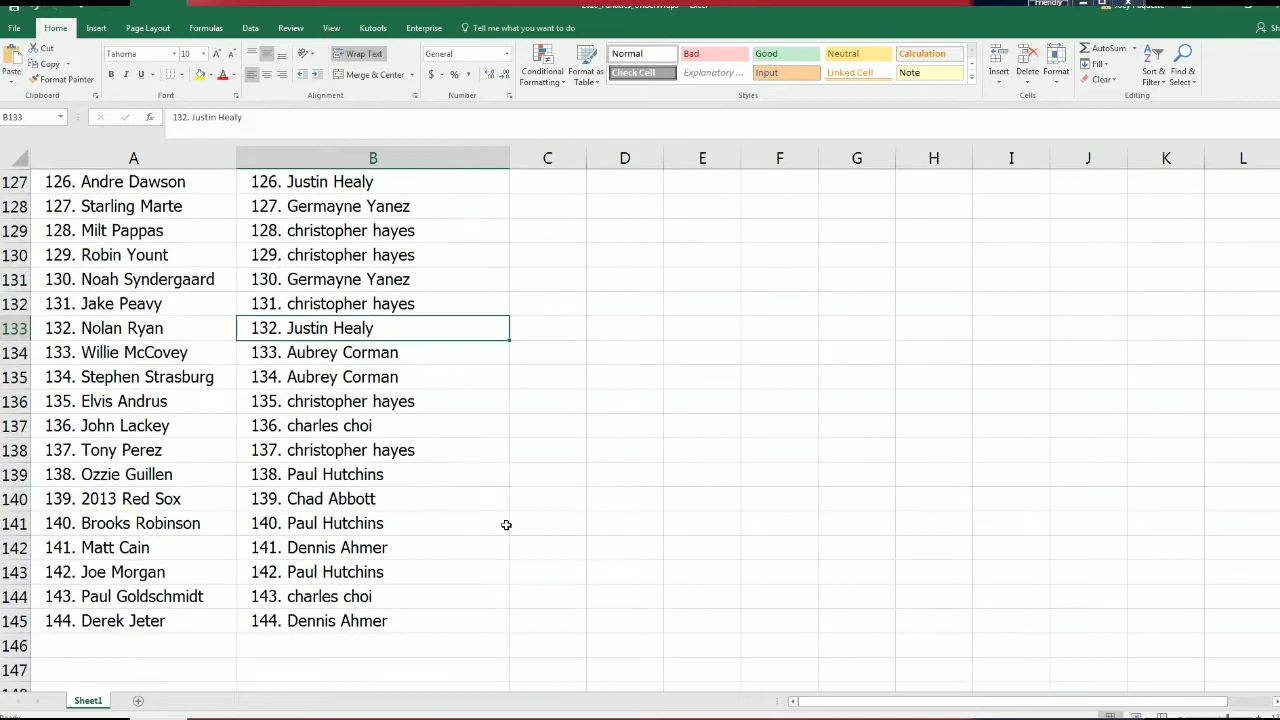 File Home Insert Page Layout Formulas Data Review View Kutools Enterprise Tell me what you want to do
Cut
Copy
Format Painter
Paste
Clipboard
Tahoma 10
B I U
Font
Wrap Text
Merge & Center
Alignment
General
$ % ,
Number
Conditional Formatting
Format as Table
Normal Bad Good Neutral Calculation
Check Cell Explanatory ... Input Linked Cell Note
Styles
Insert Delete Format
Cells
AutoSum
Fill
Clear
Sort & Filter
Find & Select
Editing
B133 fx 132. Justin Healy
A B C D E F G H I J K L
127 126. Andre Dawson 126. Justin Healy
128 127. Starling Marte 127. Germayne Yanez
129 128. Milt Pappas 128. christopher hayes
130 129. Robin Yount 129. christopher hayes
131 130. Noah Syndergaard 130. Germayne Yanez
132 131. Jake Peavy 131. christopher hayes
133 132. Nolan Ryan 132. Justin Healy
134 133. Willie McCovey 133. Aubrey Corman
135 134. Stephen Strasburg 134. Aubrey Corman
136 135. Elvis Andrus 135. christopher hayes
137 136. John Lackey 136. charles choi
138 137. Tony Perez 137. christopher hayes
139 138. Ozzie Guillen 138. Paul Hutchins
140 139. 2013 Red Sox 139. Chad Abbott
141 140. Brooks Robinson 140. Paul Hutchins
142 141. Matt Cain 141. Dennis Ahmer
143 142. Joe Morgan 142. Paul Hutchins
144 143. Paul Goldschmidt 143. charles choi
145 144. Derek Jeter 144. Dennis Ahmer
146
147
Sheet1